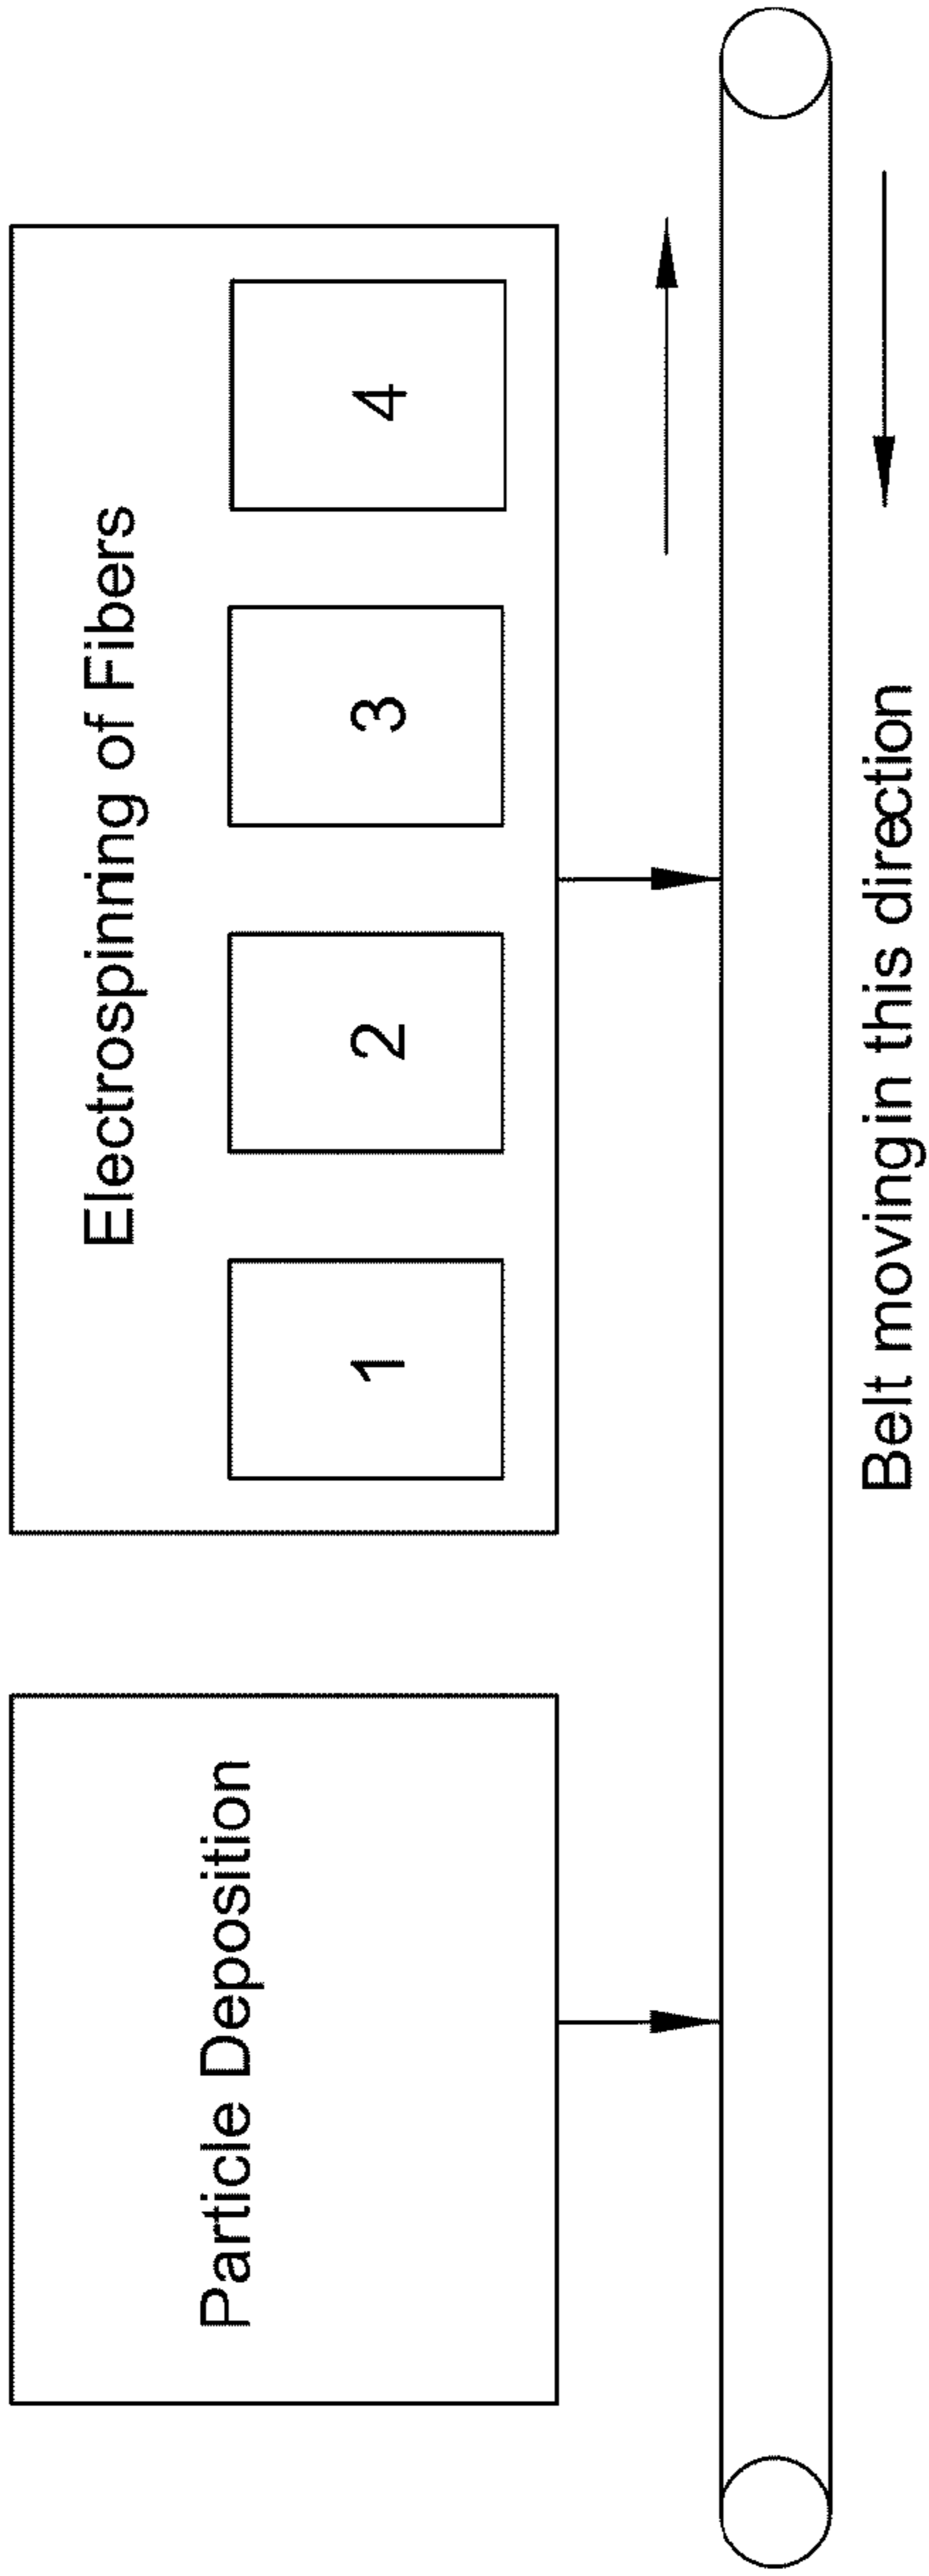 Particle Deposition
Electrospinning of Fibers
1
2
3
4
Belt moving in this direction